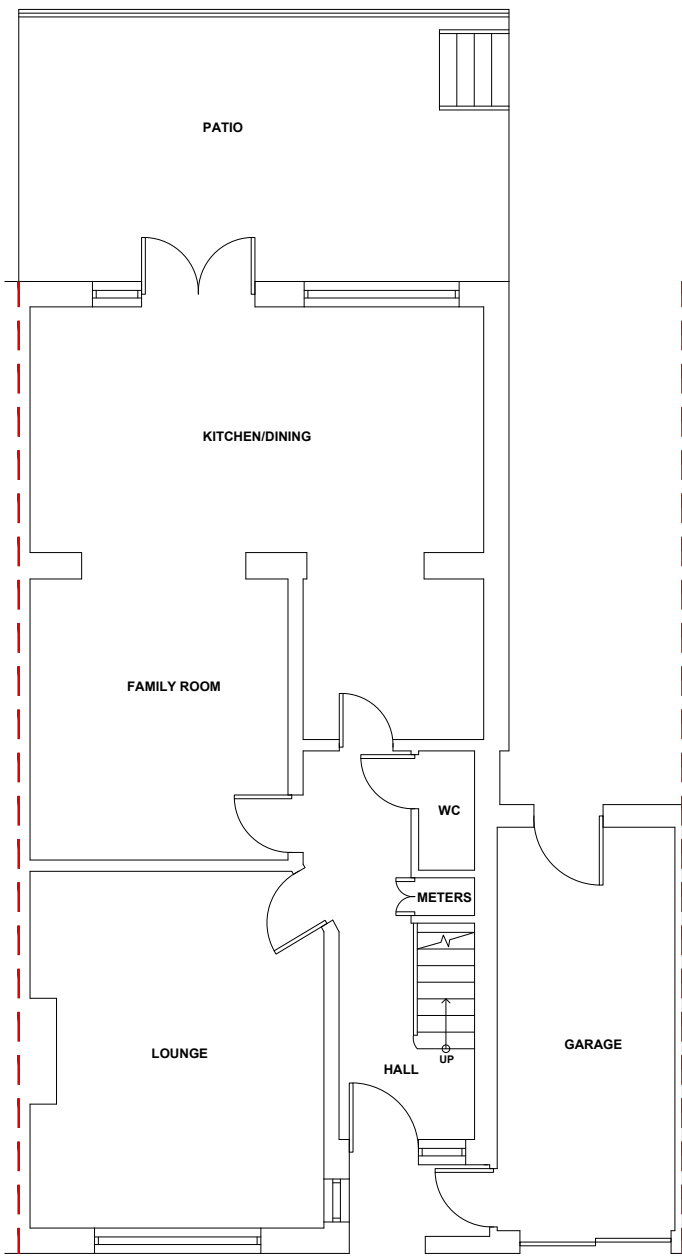 PATIO
KITCHEN/DINING
FAMILY ROOM
WC
METERS
LOUNGE
HALL
UP
GARAGE